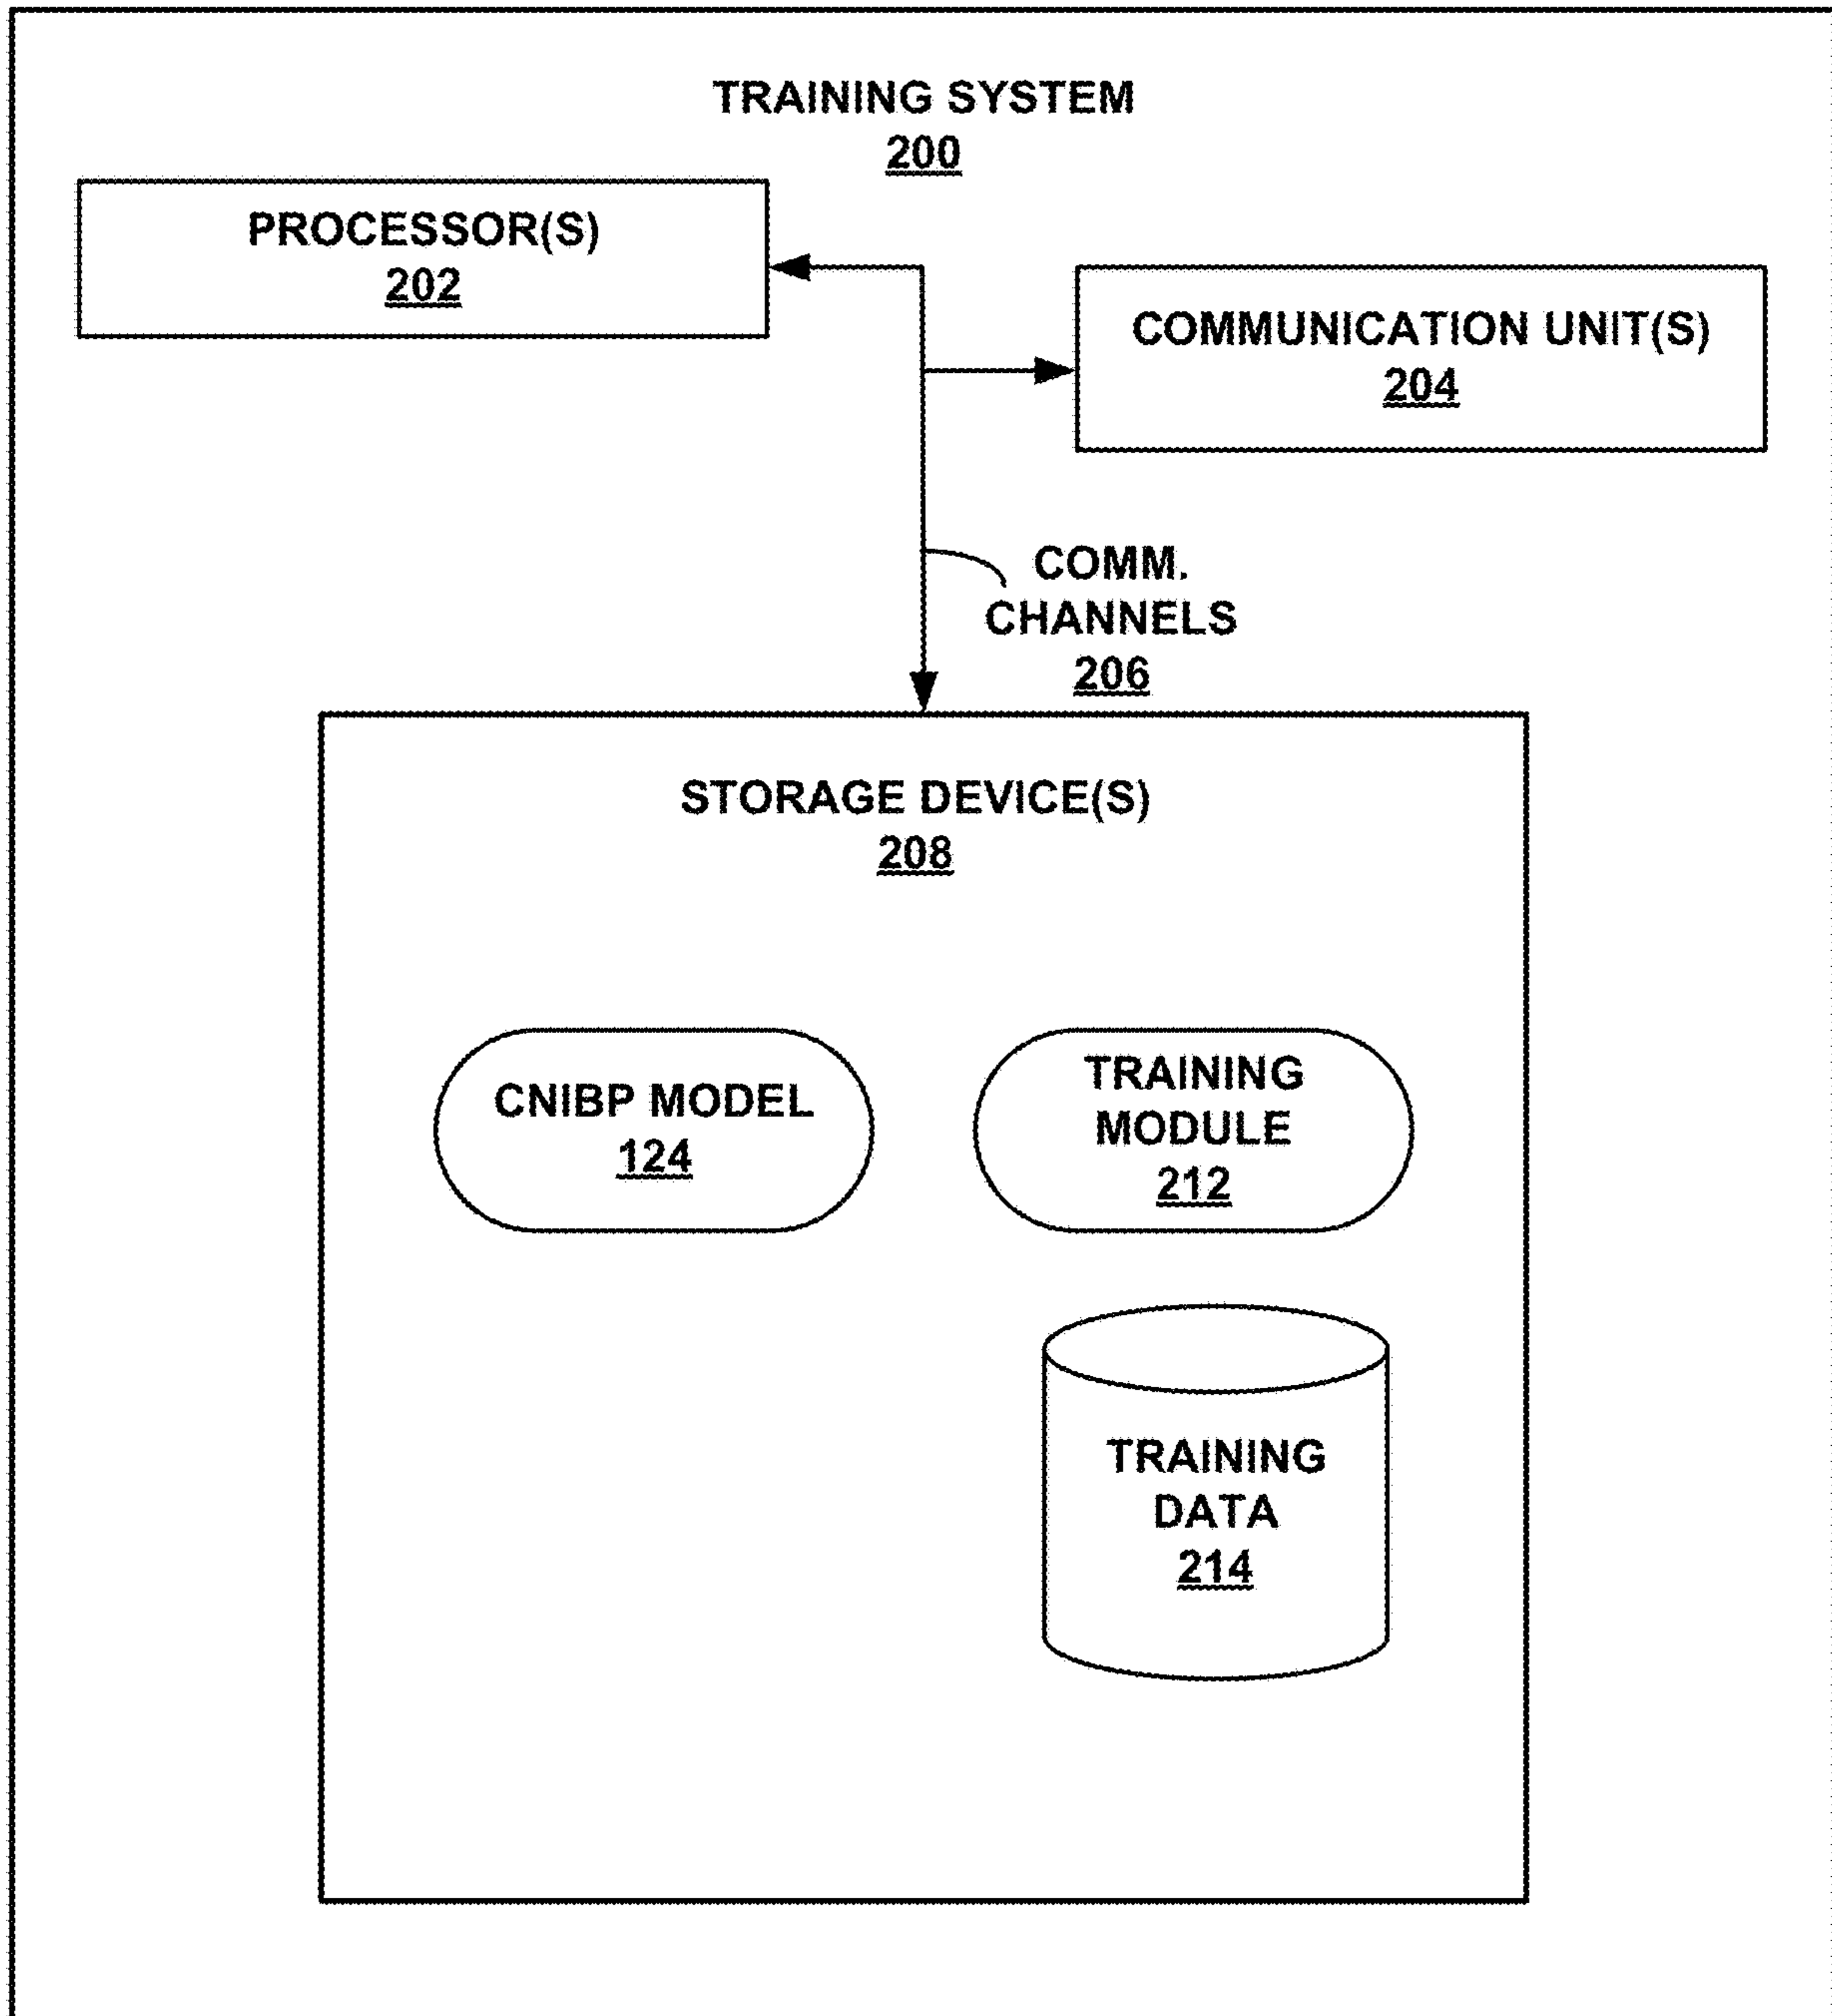 TRAINING SYSTEM
200
PROCESSOR(S)
202
COMMUNICATION UNIT(S)
204
COMM.
CHANNELS
206
STORAGE DEVICE(S)
208
CNIBP MODEL
124
TRAINING
MODULE
212
TRAINING
DATA
214